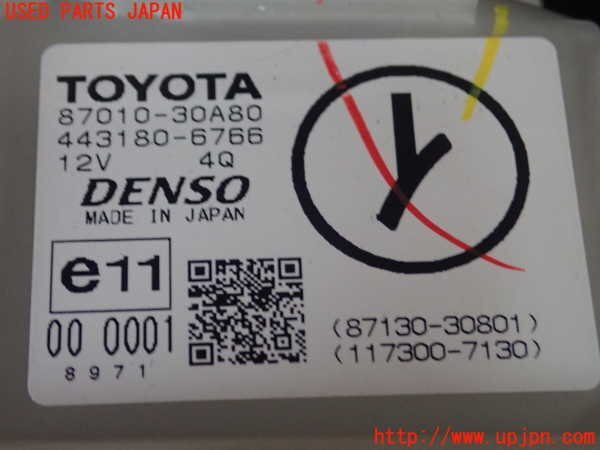 USED PARTS JAPAN
TOYOTA
87010-30A80
443180-6766
12V 4Q
DENSO
MADE IN JAPAN
Y
e11
00 0001
8971
(87130-30801)
(117300-7130)
http://www.upjpn.com/